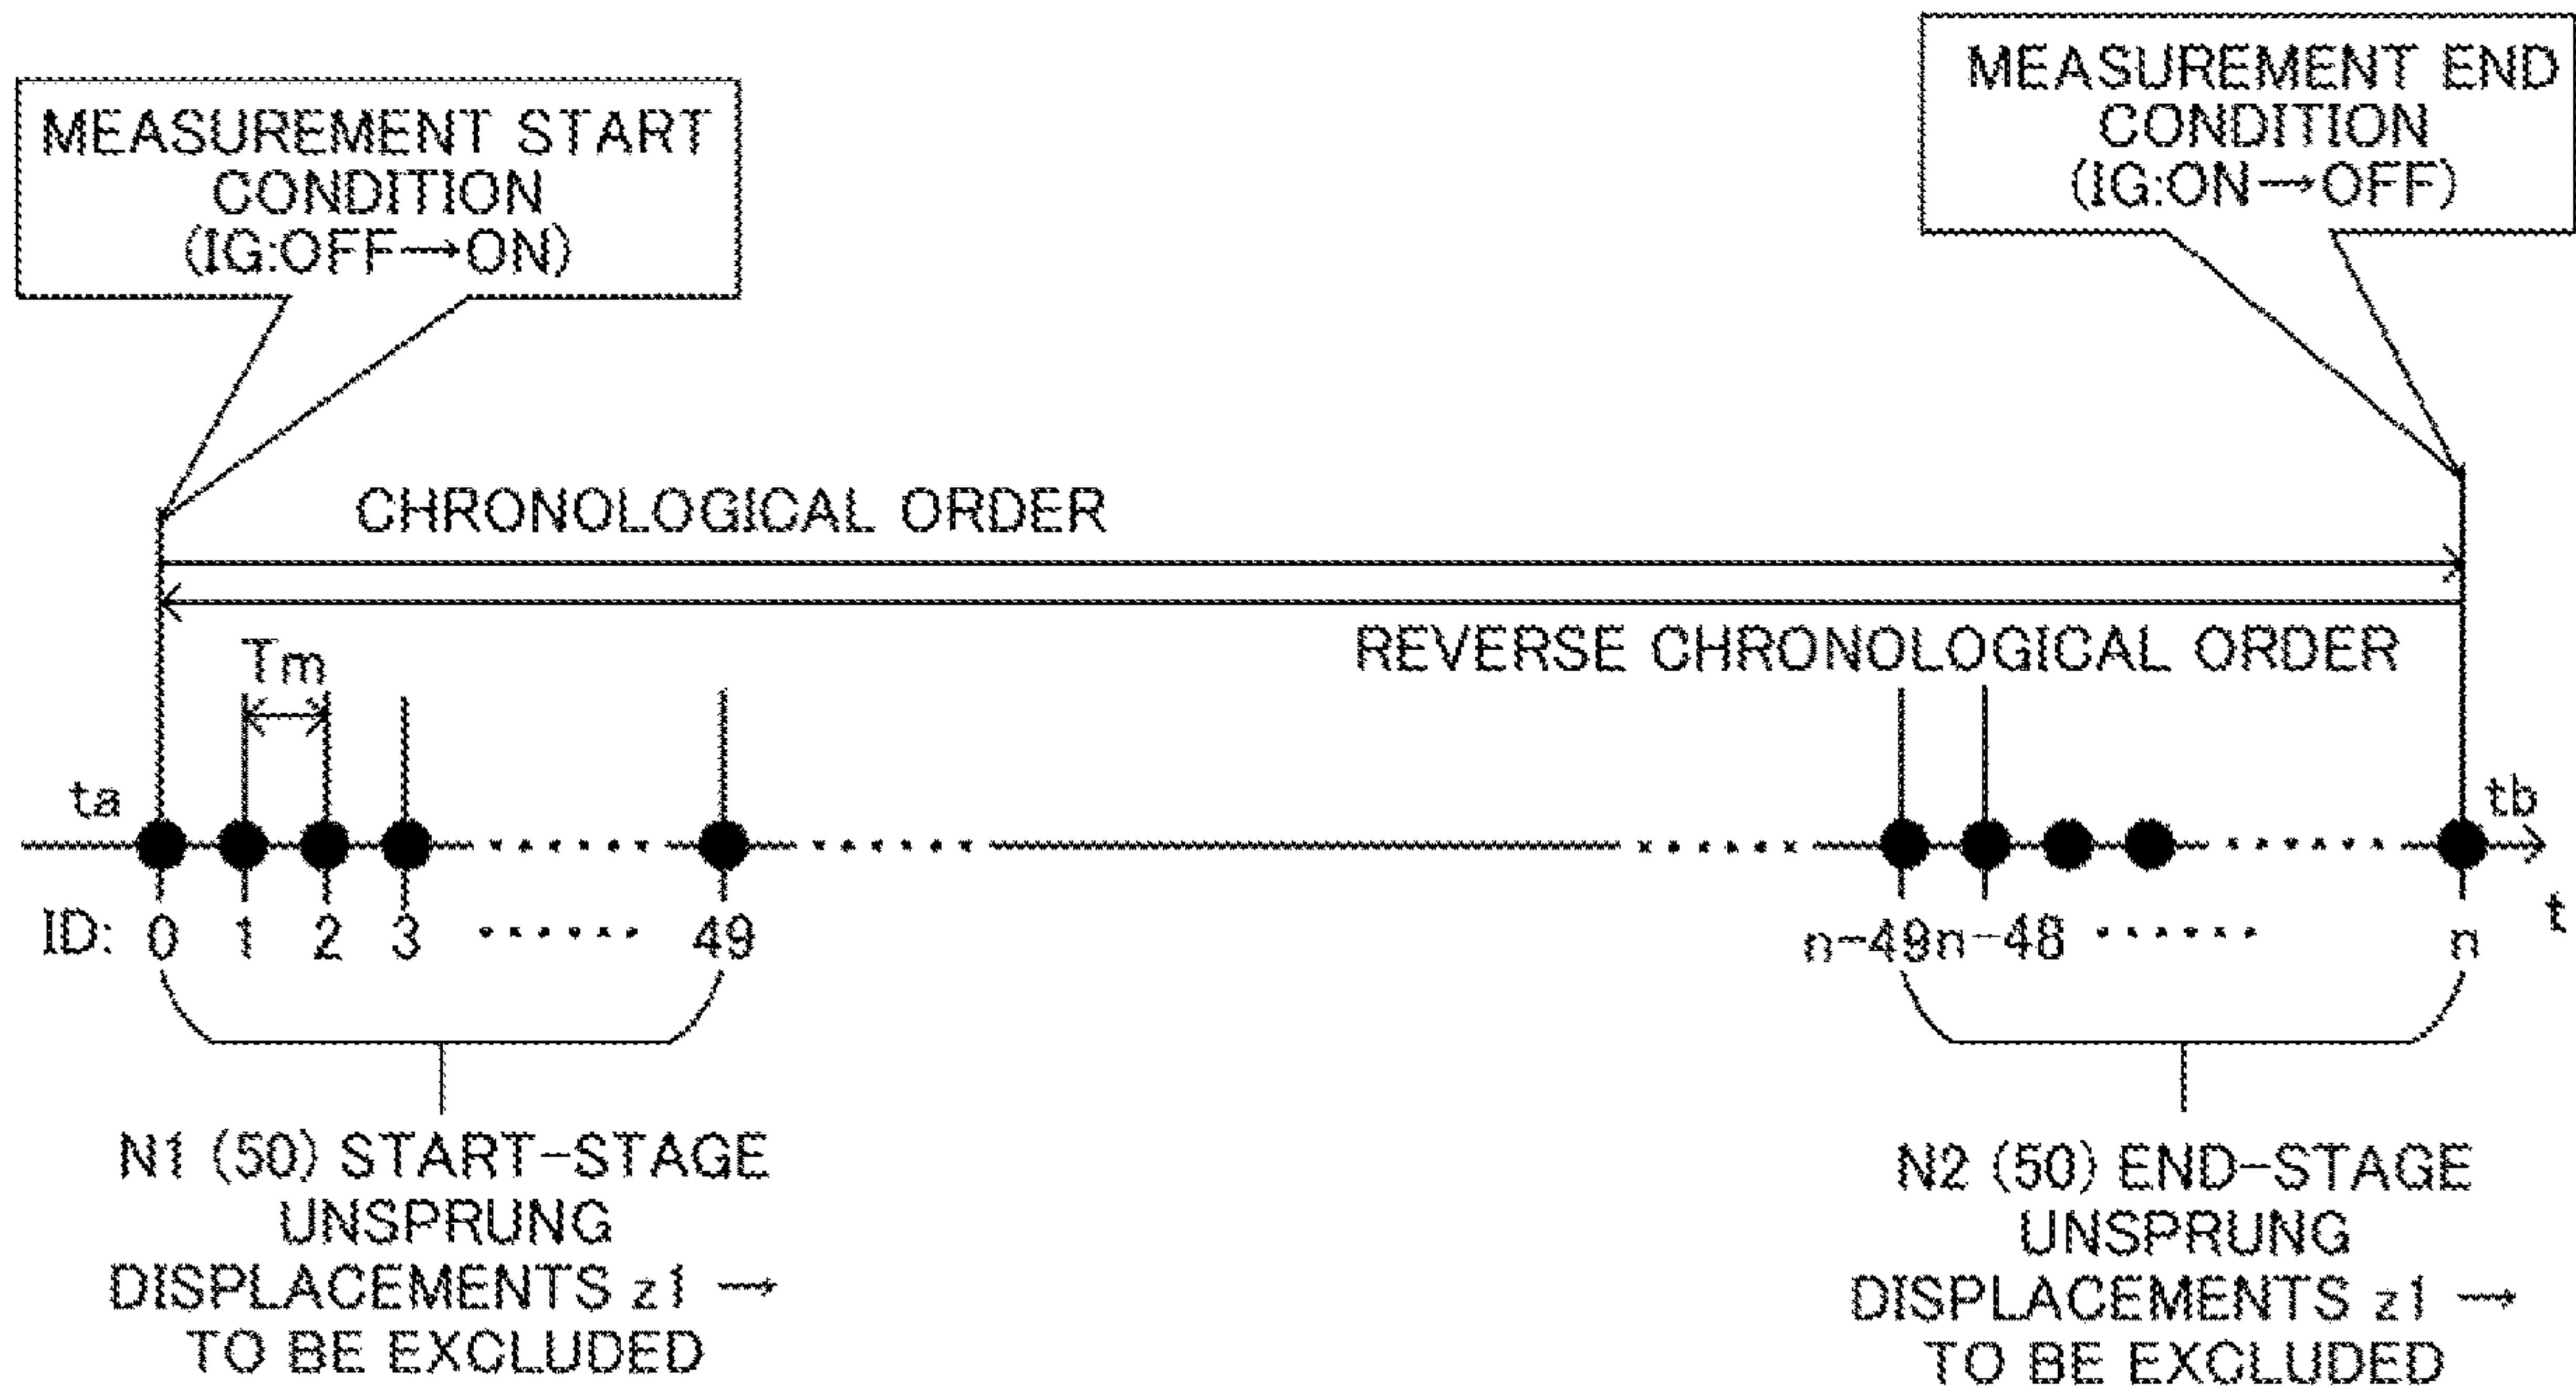 MEASUREMENT START
CONDITION
(IG:OFF→ON)
MEASUREMENT END
CONDITION
(IG:ON→OFF)
CHRONOLOGICAL ORDER
REVERSE CHRONOLOGICAL ORDER
Tm
ta
tb
t
ID: 0 1 2 3 ...... 49 n-49 n-48 ...... n
N1 (50) START-STAGE
UNSPRUNG
DISPLACEMENTS z1 →
TO BE EXCLUDED
N2 (50) END-STAGE
UNSPRUNG
DISPLACEMENTS z1 →
TO BE EXCLUDED